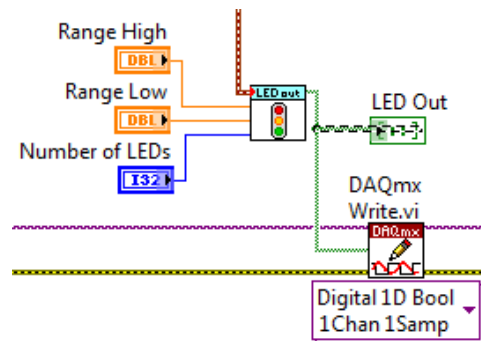 Range High
DBL
Range Low
DBL
Number of LEDs
I32
LED out
LED Out
DAQmx
Write.vi
DAQmx
Digital 1D Bool
1Chan 1Samp